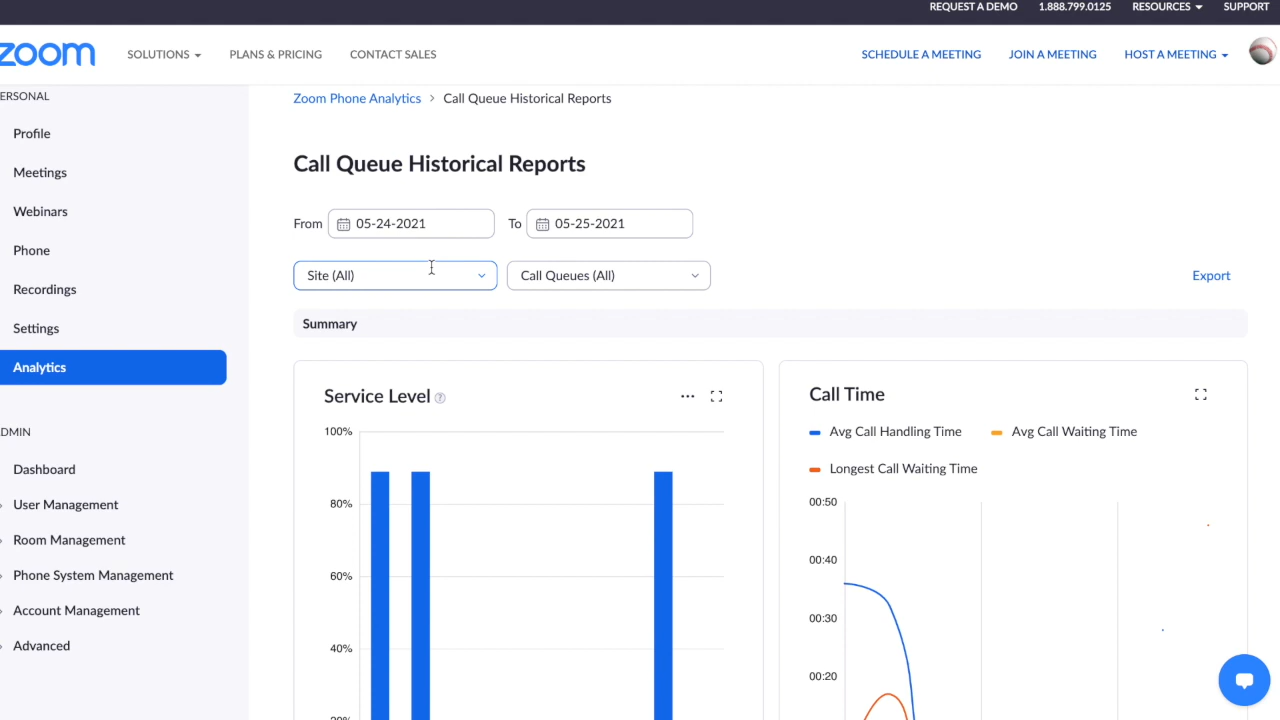 REQUEST A DEMO 1.888.799.0125 RESOURCES SUPPORT
zoom SOLUTIONS PLANS & PRICING CONTACT SALES SCHEDULE A MEETING JOIN A MEETING HOST A MEETING
ERSONAL
Profile
Meetings
Webinars
Phone
Recordings
Settings
Analytics
DMIN
Dashboard
User Management
Room Management
Phone System Management
Account Management
Advanced
Zoom Phone Analytics > Call Queue Historical Reports
Call Queue Historical Reports
From 05-24-2021 To 05-25-2021
Site (All) Call Queues (All) Export
Summary
Service Level
100%
80%
60%
40%
20%
Call Time
Avg Call Handling Time Avg Call Waiting Time
Longest Call Waiting Time
00:50
00:40
00:30
00:20